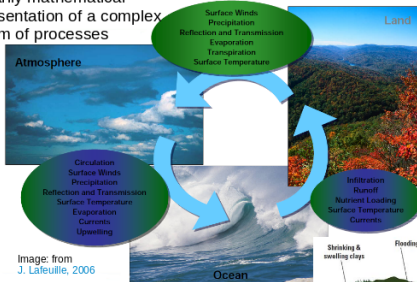 mathematical
sentation of a complex
m of processes
Surface Winds
Precipitation
Reflection and Transmission
Evaporation
Transpiration
Surface Temperature
Land
Atmosphere
Circulation
Surface Winds
Precipitation
Reflection and Transmission
Surface Temperature
Evaporation
Currents
Upwelling
Infiltration
Runoff
Nutrient Loading
Surface Temperature
Currents
Image: from
J. Lafeuille, 2006
Ocean
Shrinking &
swelling clays
Flooding